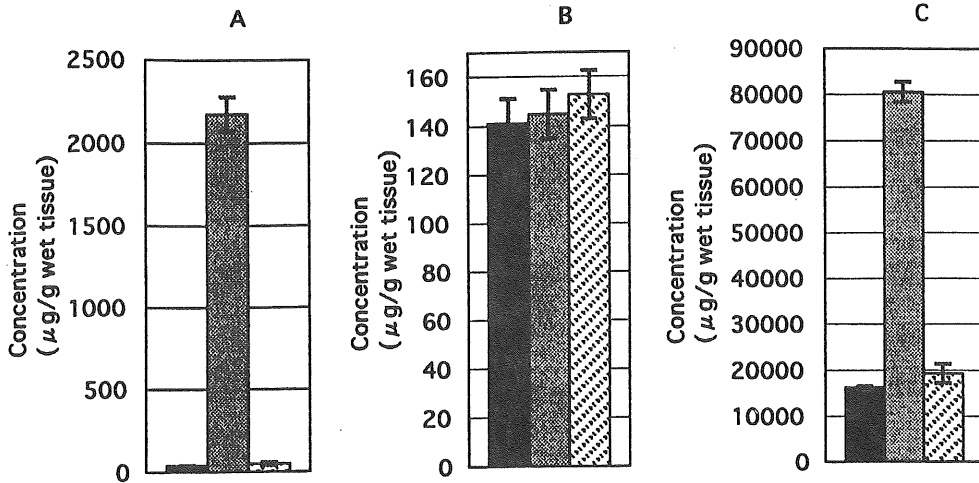 A
Concentration
(μg/g wet tissue)
2500
2000
1500
1000
500
0
B
Concentration
(μg/g wet tissue)
160
140
120
100
80
60
40
20
0
C
Concentration
(μg/g wet tissue)
90000
80000
70000
60000
50000
40000
30000
20000
10000
0